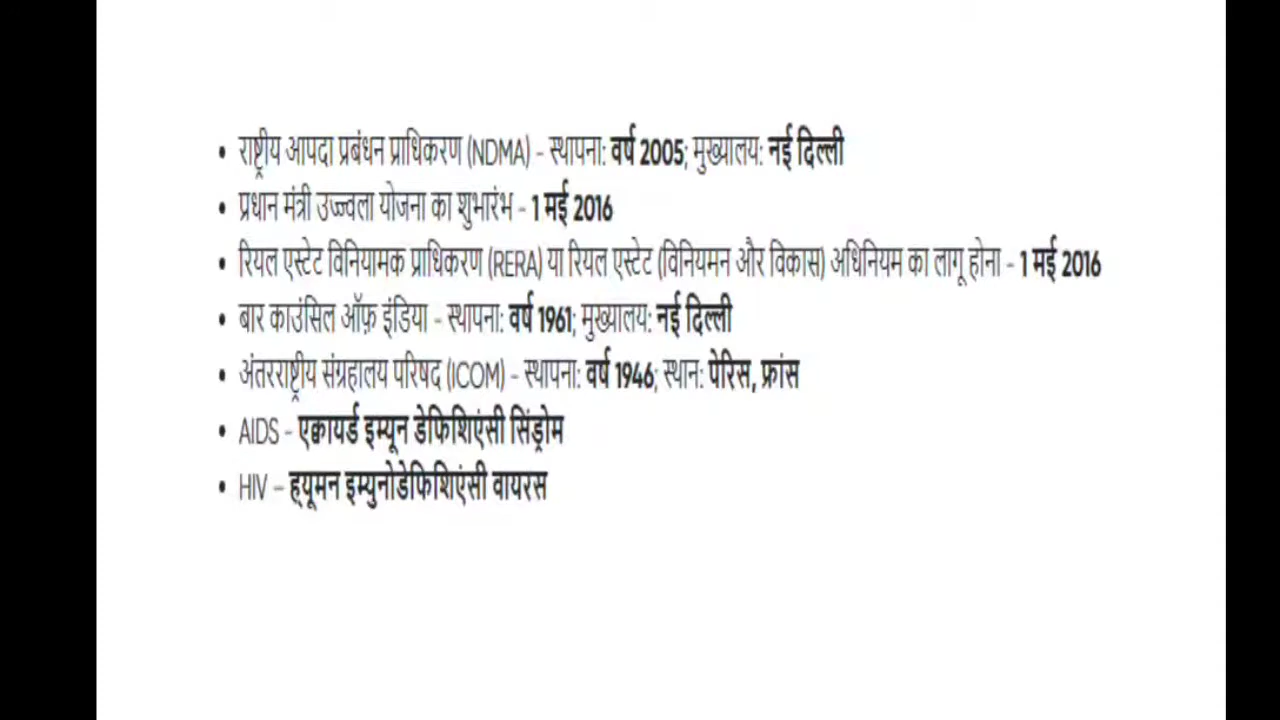 • राष्ट्रीय आपदा प्रबंधन प्राधिकरण (NDMA) - स्थापना: वर्ष 2005; मुख्यालय: नई दिल्ली
• प्रधान मंत्री उज्ज्वला योजना का शुभारंभ - 1 मई 2016
• रियल एस्टेट विनियामक प्राधिकरण (RERA) या रियल एस्टेट (विनियमन और विकास) अधिनियम का लागू होना - 1 मई 2016
• बार काउंसिल ऑफ़ इंडिया - स्थापना: वर्ष 1961; मुख्यालय: नई दिल्ली
• अंतरराष्ट्रीय संग्रहालय परिषद (ICOM) - स्थापना: वर्ष 1946; स्थान: पेरिस, फ्रांस
• AIDS - एक्वायर्ड इम्यून डेफिशिएंसी सिंड्रोम
• HIV – ह्यूमन इम्युनोडेफिशिएंसी वायरस